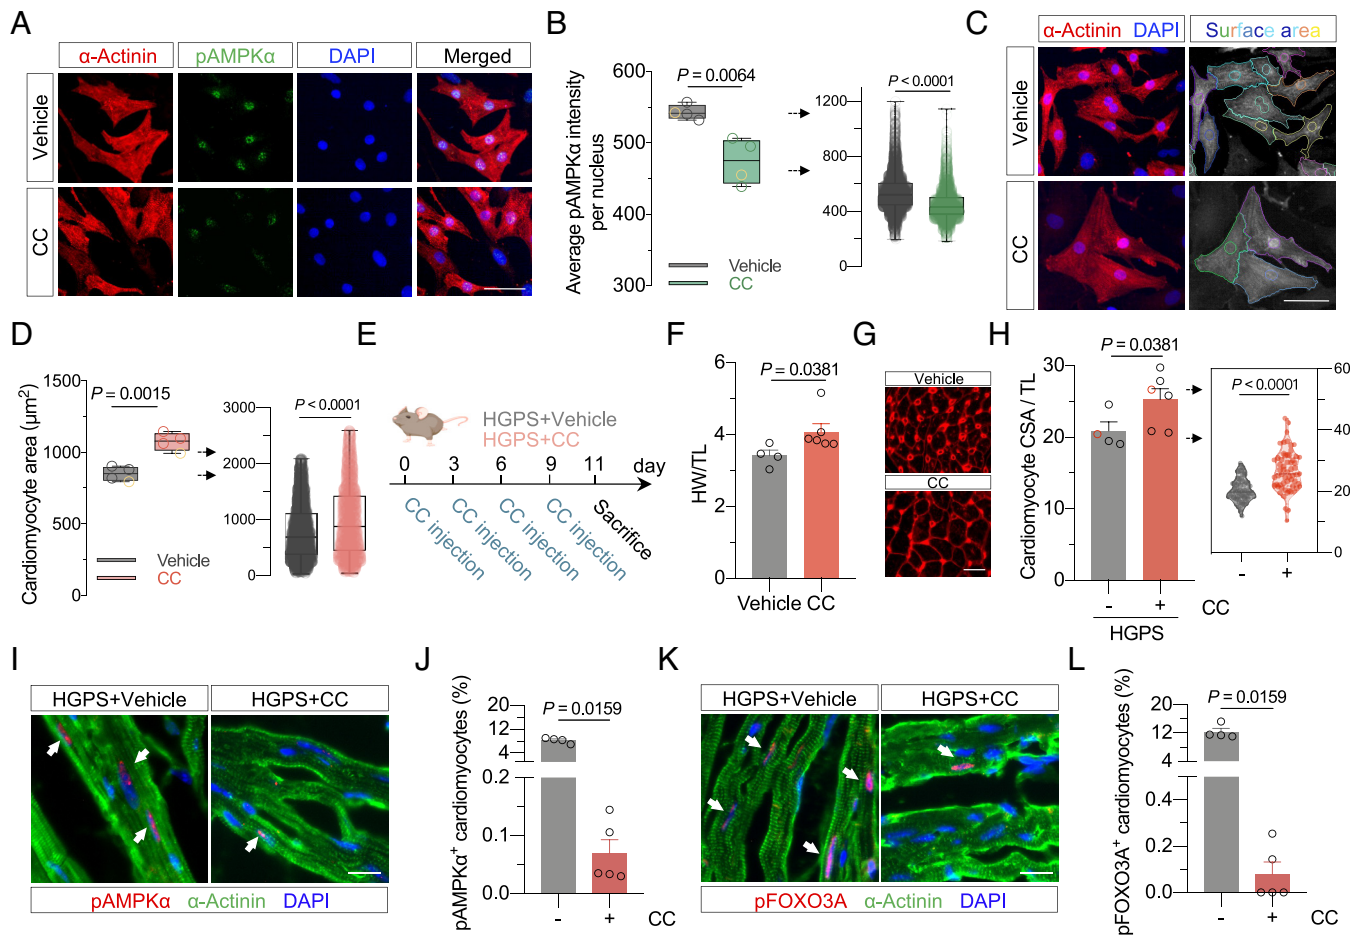 A
α-Actinin
pAMPKα
DAPI
Merged
Vehicle
CC
B
Average pAMPKα intensity
per nucleus
600
500
400
300
P = 0.0064
Vehicle
CC
P < 0.0001
1200
800
400
0
C
α-Actinin DAPI
Surface area
Vehicle
CC
D
Cardiomyocyte area (µm²)
1500
1000
500
0
P = 0.0015
Vehicle
CC
P < 0.0001
3000
2000
1000
0
E
HGPS+Vehicle
HGPS+CC
0 3 6 9 11 day
CC injection
CC injection
CC injection
CC injection
Sacrifice
F
HW/TL
6
4
2
0
P = 0.0381
Vehicle CC
G
Vehicle
CC
H
Cardiomyocyte CSA / TL
30
20
10
0
P = 0.0381
- + CC
HGPS
P < 0.0001
60
40
20
0
- +
I
HGPS+Vehicle
HGPS+CC
pAMPKα α-Actinin DAPI
J
pAMPKα⁺ cardiomyocytes (%)
20
12
4
0.2
0.1
0.0
P = 0.0159
- + CC
K
HGPS+Vehicle
HGPS+CC
pFOXO3A α-Actinin DAPI
L
pFOXO3A⁺ cardiomyocytes (%)
20
12
4
0.4
0.2
0.0
P = 0.0159
- + CC